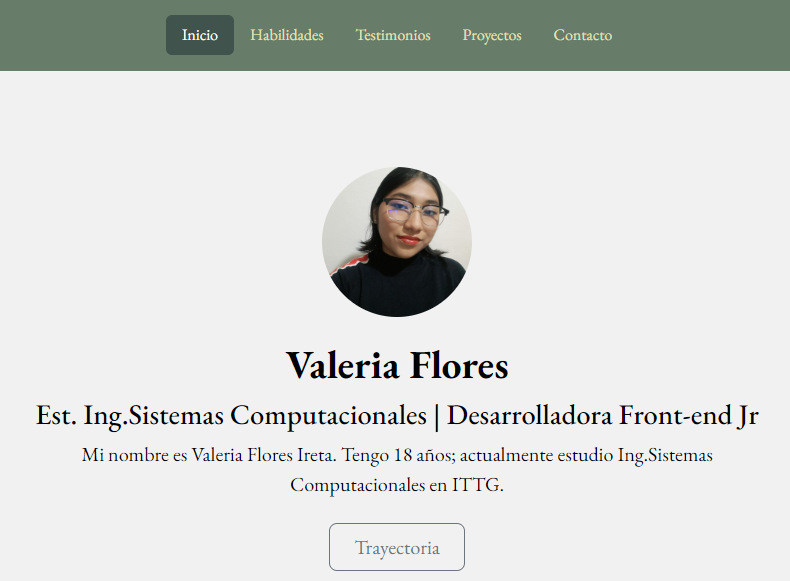 Inicio Habilidades Testimonios Proyectos Contacto
Valeria Flores
Est. Ing.Sistemas Computacionales | Desarrolladora Front-end Jr
Mi nombre es Valeria Flores Ireta. Tengo 18 años; actualmente estudio Ing.Sistemas
Computacionales en ITTG.
Trayectoria